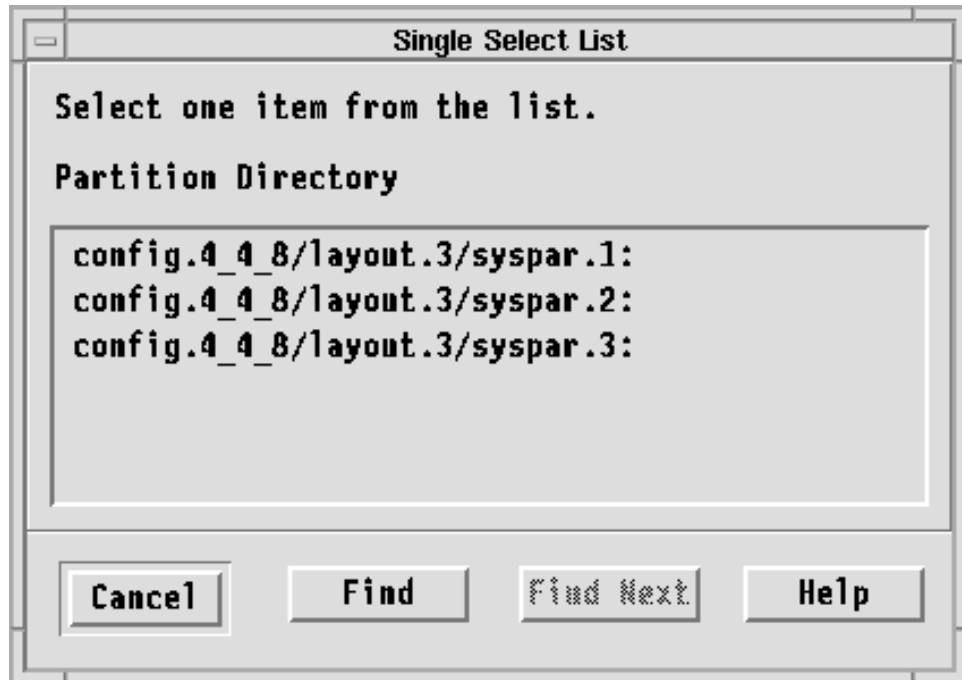 Single Select List
Select one item from the list.
Partition Directory
config.4_4_8/layout.3/syspar.1:
config.4_4_8/layout.3/syspar.2:
config.4_4_8/layout.3/syspar.3:
Cancel Find Find Next Help